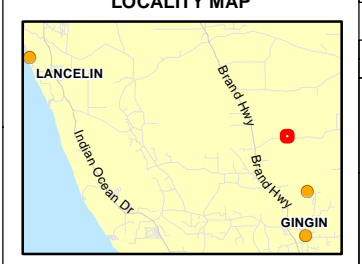 LOCALITY MAP
LANCELIN
Brand Hwy
Indian Ocean Dr
Brand Hwy
GINGIN